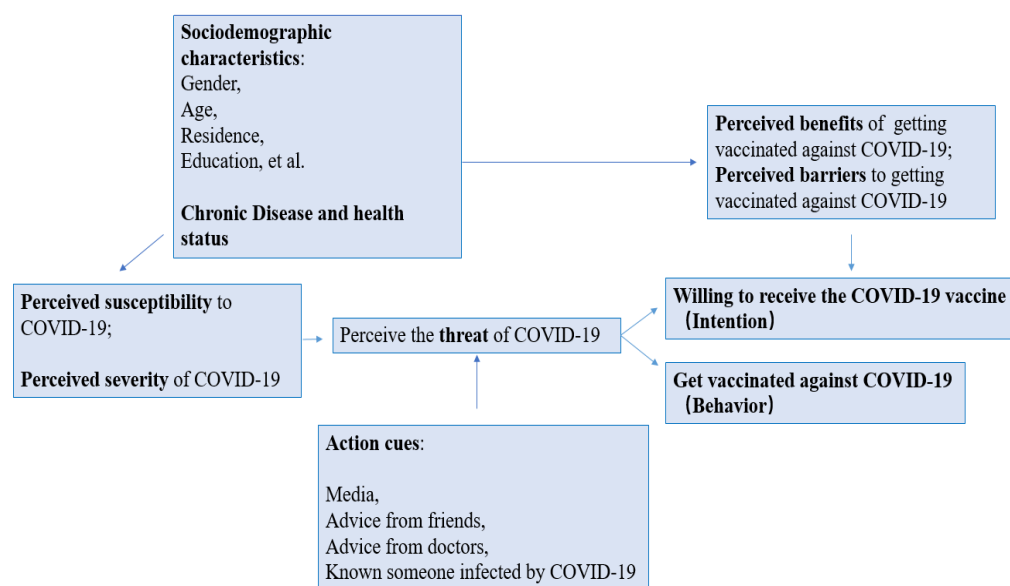 Sociodemographic
characteristics:
Gender,
Age,
Residence,
Education, et al.
Chronic Disease and health
status
Perceived benefits of getting
vaccinated against COVID-19;
Perceived barriers to getting
vaccinated against COVID-19
Perceived susceptibility to
COVID-19;
Perceived severity of COVID-19
Perceive the threat of COVID-19
Willing to receive the COVID-19 vaccine
（Intention）
Get vaccinated against COVID-19
（Behavior）
Action cues:
Media,
Advice from friends,
Advice from doctors,
Known someone infected by COVID-19